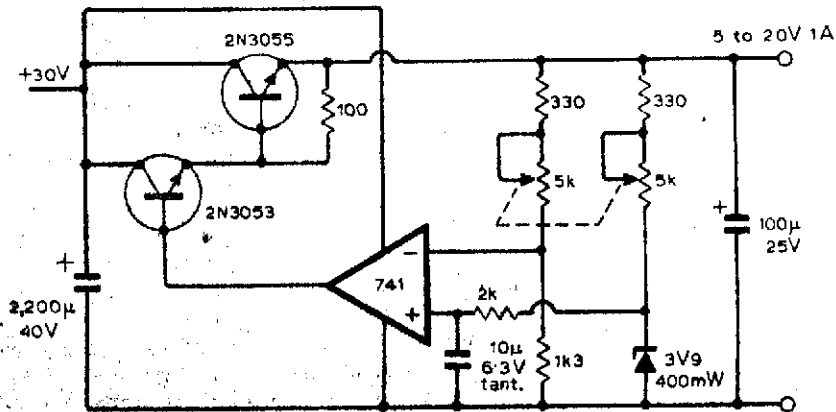 2N3055
5 to 20V 1A
+30V
100
330
330
2N3053
5k
5k
+
100μ
25V
+
2,200μ
40V
−
741
+
2k
10μ
6·3V
tant.
1k3
3V9
400mW